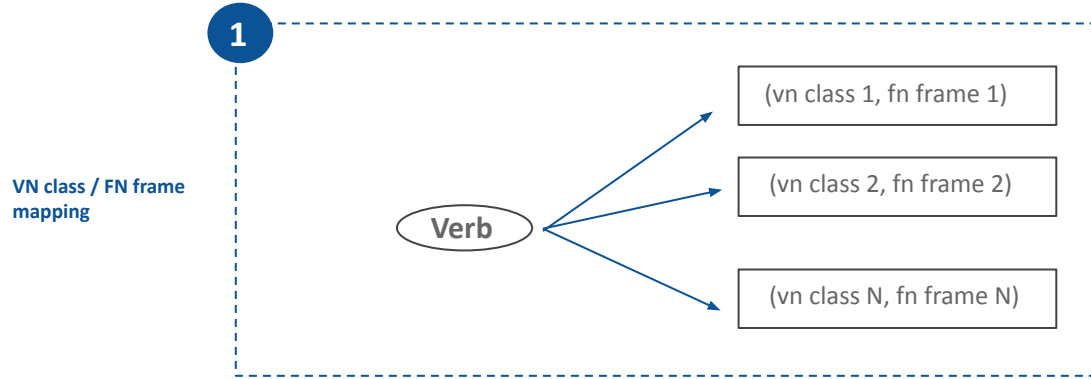 1
(vn class 1, fn frame 1)
VN class / FN frame
mapping
(vn class 2, fn frame 2)
Verb
(vn class N, fn frame N)